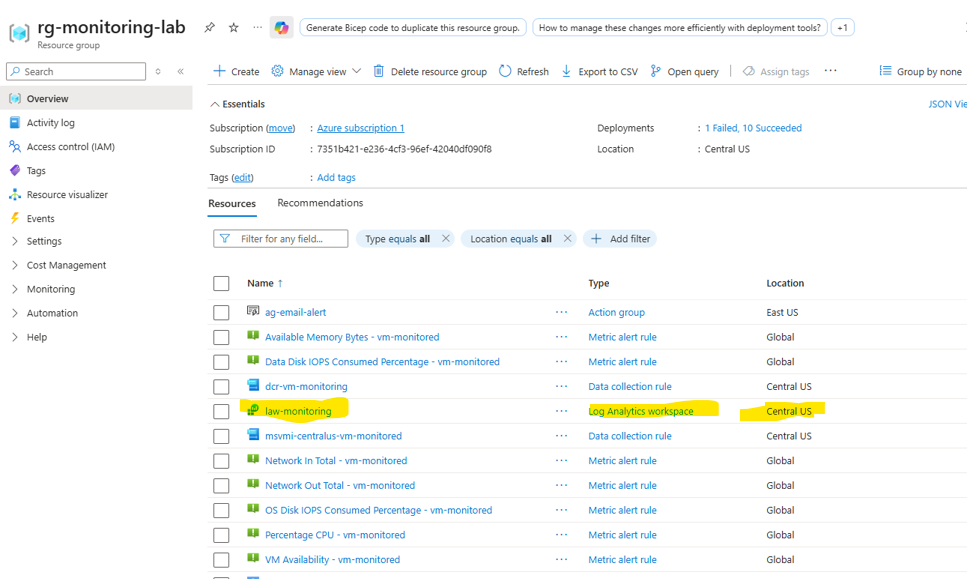 rg-monitoring-lab
Resource group
Generate Bicep code to duplicate this resource group.
How to manage these changes more efficiently with deployment tools?
+1
Search
Create
Manage view
Delete resource group
Refresh
Export to CSV
Open query
Assign tags
Group by none
Overview
Activity log
Access control (IAM)
Tags
Resource visualizer
Events
Settings
Cost Management
Monitoring
Automation
Help
Essentials
JSON Vie
Subscription (move) : Azure subscription 1
Deployments : 1 Failed, 10 Succeeded
Subscription ID : 7351b421-e236-4cf3-96ef-42040df090f8
Location : Central US
Tags (edit) : Add tags
Resources Recommendations
Filter for any field... Type equals all Location equals all Add filter
Name ↑ Type Location
ag-email-alert ··· Action group East US
Available Memory Bytes - vm-monitored ··· Metric alert rule Global
Data Disk IOPS Consumed Percentage - vm-monitored ··· Metric alert rule Global
dcr-vm-monitoring ··· Data collection rule Central US
law-monitoring ··· Log Analytics workspace Central US
msvmi-centralus-vm-monitored ··· Data collection rule Central US
Network In Total - vm-monitored ··· Metric alert rule Global
Network Out Total - vm-monitored ··· Metric alert rule Global
OS Disk IOPS Consumed Percentage - vm-monitored ··· Metric alert rule Global
Percentage CPU - vm-monitored ··· Metric alert rule Global
VM Availability - vm-monitored ··· Metric alert rule Global